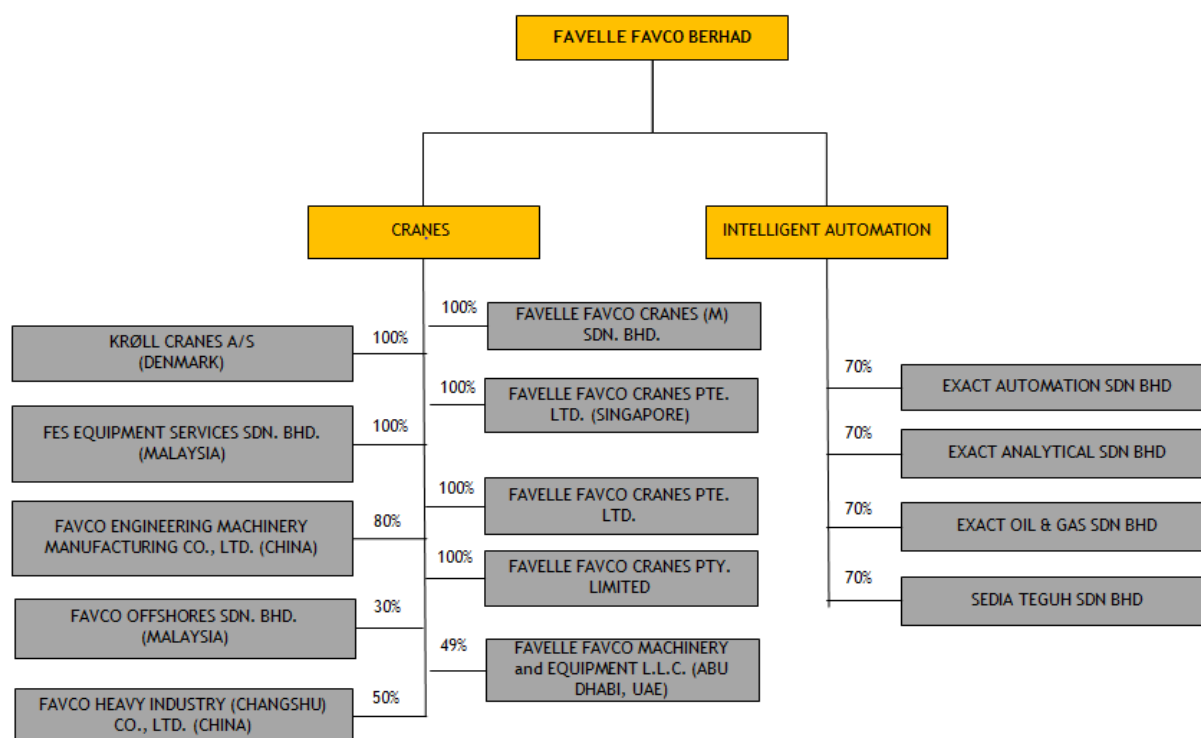 FAVELLE FAVCO BERHAD
CRANES
INTELLIGENT AUTOMATION
KRØLL CRANES A/S
(DENMARK)
100%
FES EQUIPMENT SERVICES SDN. BHD.
(MALAYSIA)
100%
FAVCO ENGINEERING MACHINERY
MANUFACTURING CO., LTD. (CHINA)
80%
FAVCO OFFSHORES SDN. BHD.
(MALAYSIA)
30%
FAVCO HEAVY INDUSTRY (CHANGSHU)
CO., LTD. (CHINA)
50%
100%
FAVELLE FAVCO CRANES (M)
SDN. BHD.
100%
FAVELLE FAVCO CRANES PTE.
LTD. (SINGAPORE)
100%
FAVELLE FAVCO CRANES PTE.
LTD.
100%
FAVELLE FAVCO CRANES PTY.
LIMITED
49%
FAVELLE FAVCO MACHINERY
and EQUIPMENT L.L.C. (ABU
DHABI, UAE)
70%
EXACT AUTOMATION SDN BHD
70%
EXACT ANALYTICAL SDN BHD
70%
EXACT OIL & GAS SDN BHD
70%
SEDIA TEGUH SDN BHD